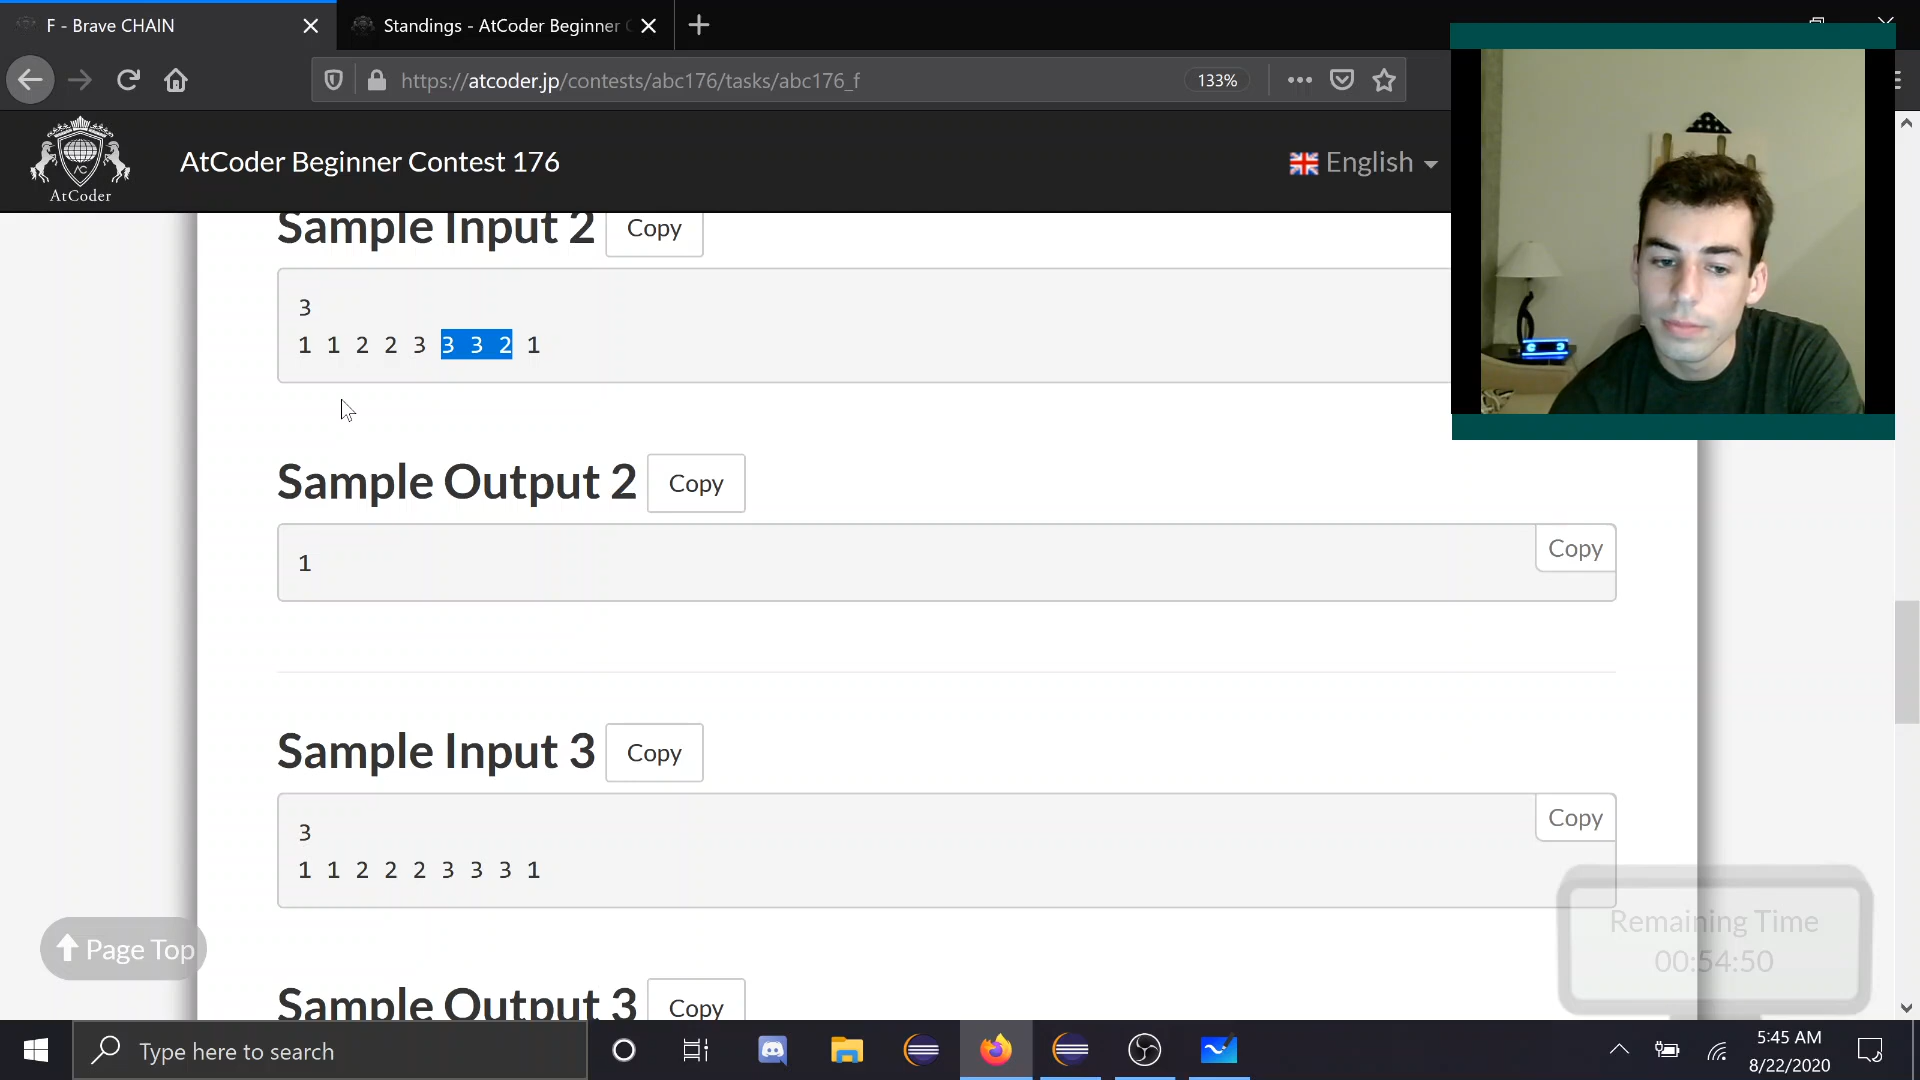 F - Brave CHAIN
Standings - AtCoder Beginner
https://atcoder.jp/contests/abc176/tasks/abc176_f
133%
AtCoder
AtCoder Beginner Contest 176
English
Sample Input 2
Copy
3
1 1 2 2 3 3 3 2 1
Sample Output 2
Copy
Copy
1
Sample Input 3
Copy
Copy
3
1 1 2 2 2 3 3 3 1
Page Top
Remaining Time
00:54:50
Sample Output 3
Copy
Type here to search
5:45 AM
8/22/2020